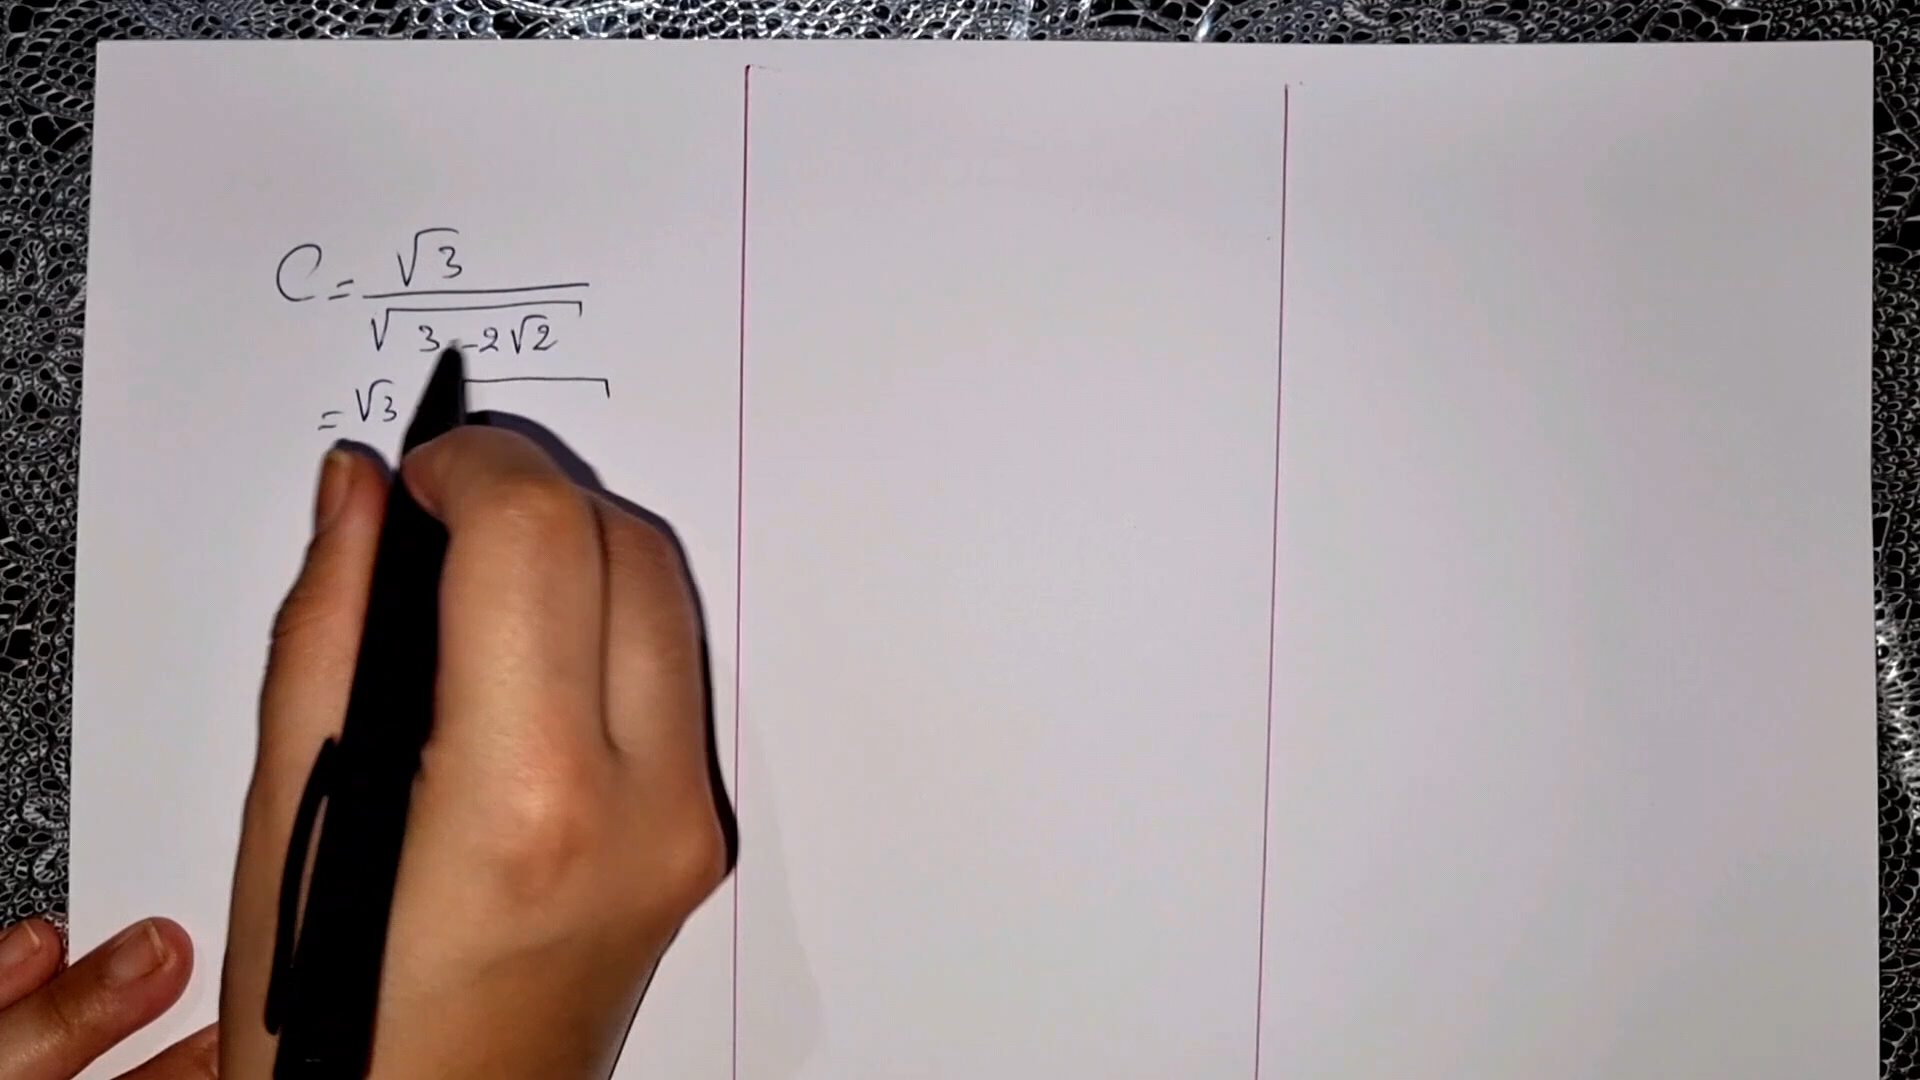 C = √3 / √(3 - 2√2)
= √3 √